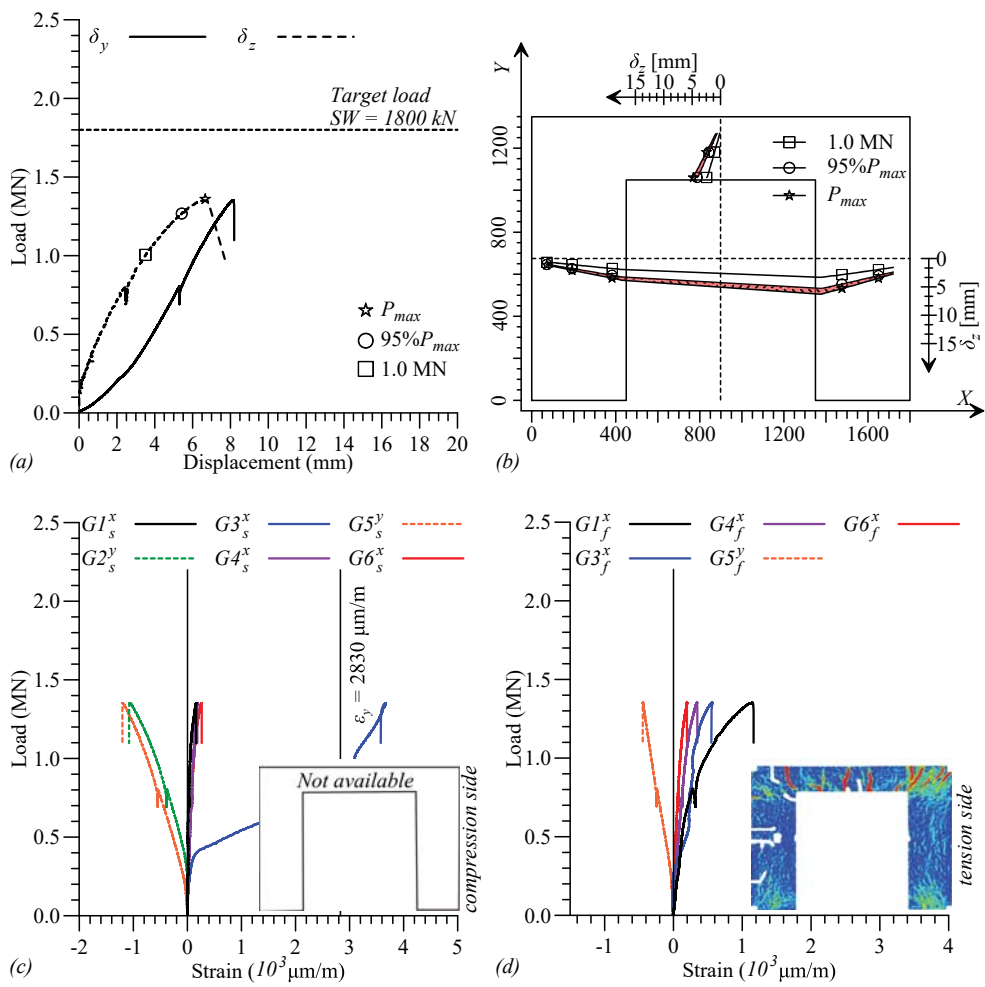 2.5
2.0
1.5
1.0
0.5
0.0
Load (MN)
δy
δz
Target load
SW = 1800 kN
Pmax
95%Pmax
1.0 MN
0 2 4 6 8 10 12 14 16 18 20
Displacement (mm)
(a)
Y
δz [mm]
15 10 5 0
1.0 MN
95%Pmax
Pmax
1200
800
400
0
0
5
10
15
δz [mm]
X
0 400 800 1200 1600
(b)
G1sx G3sx G5sy
G2sy G4sx G6sx
2.5
2.0
1.5
1.0
0.5
0.0
Load (MN)
εy = 2830 μm/m
Not available
compression side
-2 -1 0 1 2 3 4 5
Strain (10³μm/m)
(c)
G1fx G4fx G6fx
G3fx G5fy
2.5
2.0
1.5
1.0
0.5
0.0
Load (MN)
tension side
-1 0 1 2 3 4
Strain (10³μm/m)
(d)